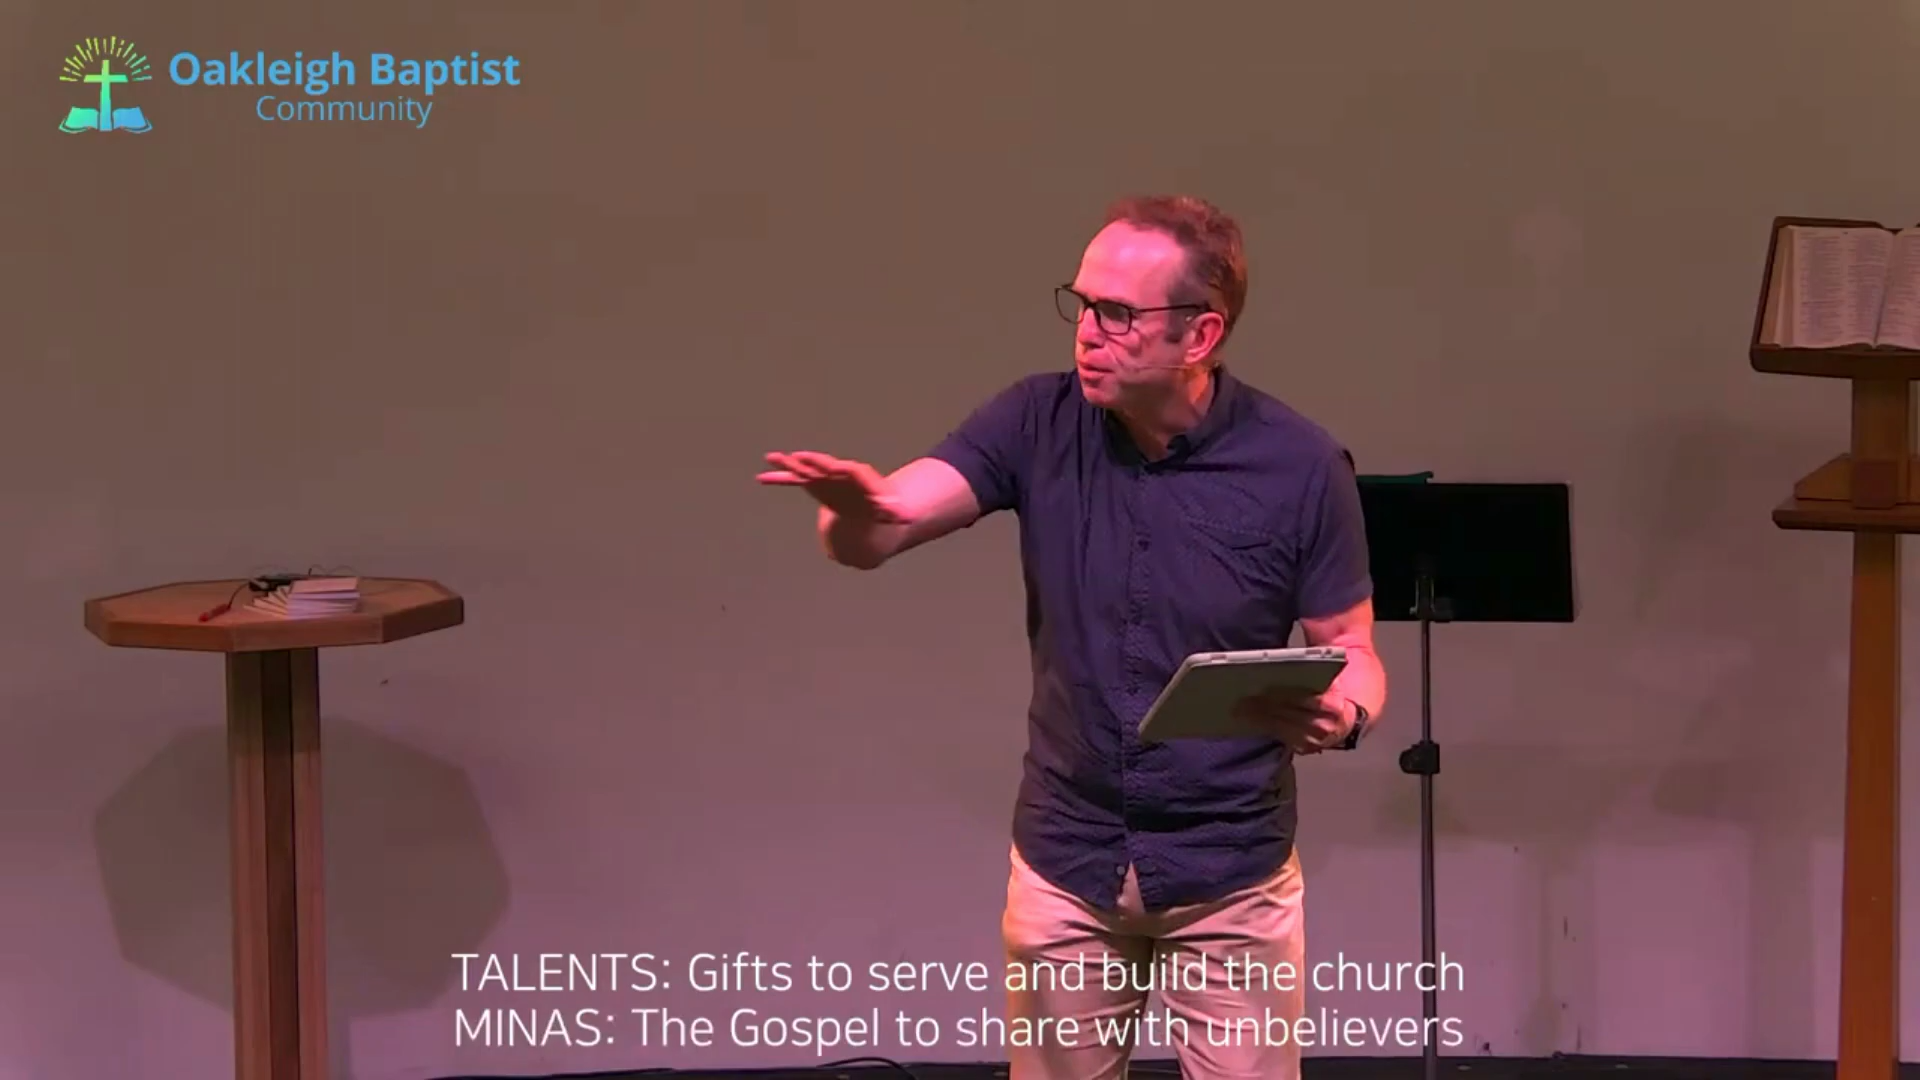 Oakleigh Baptist
Community
TALENTS: Gifts to serve and build the church
MINAS: The Gospel to share with unbelievers